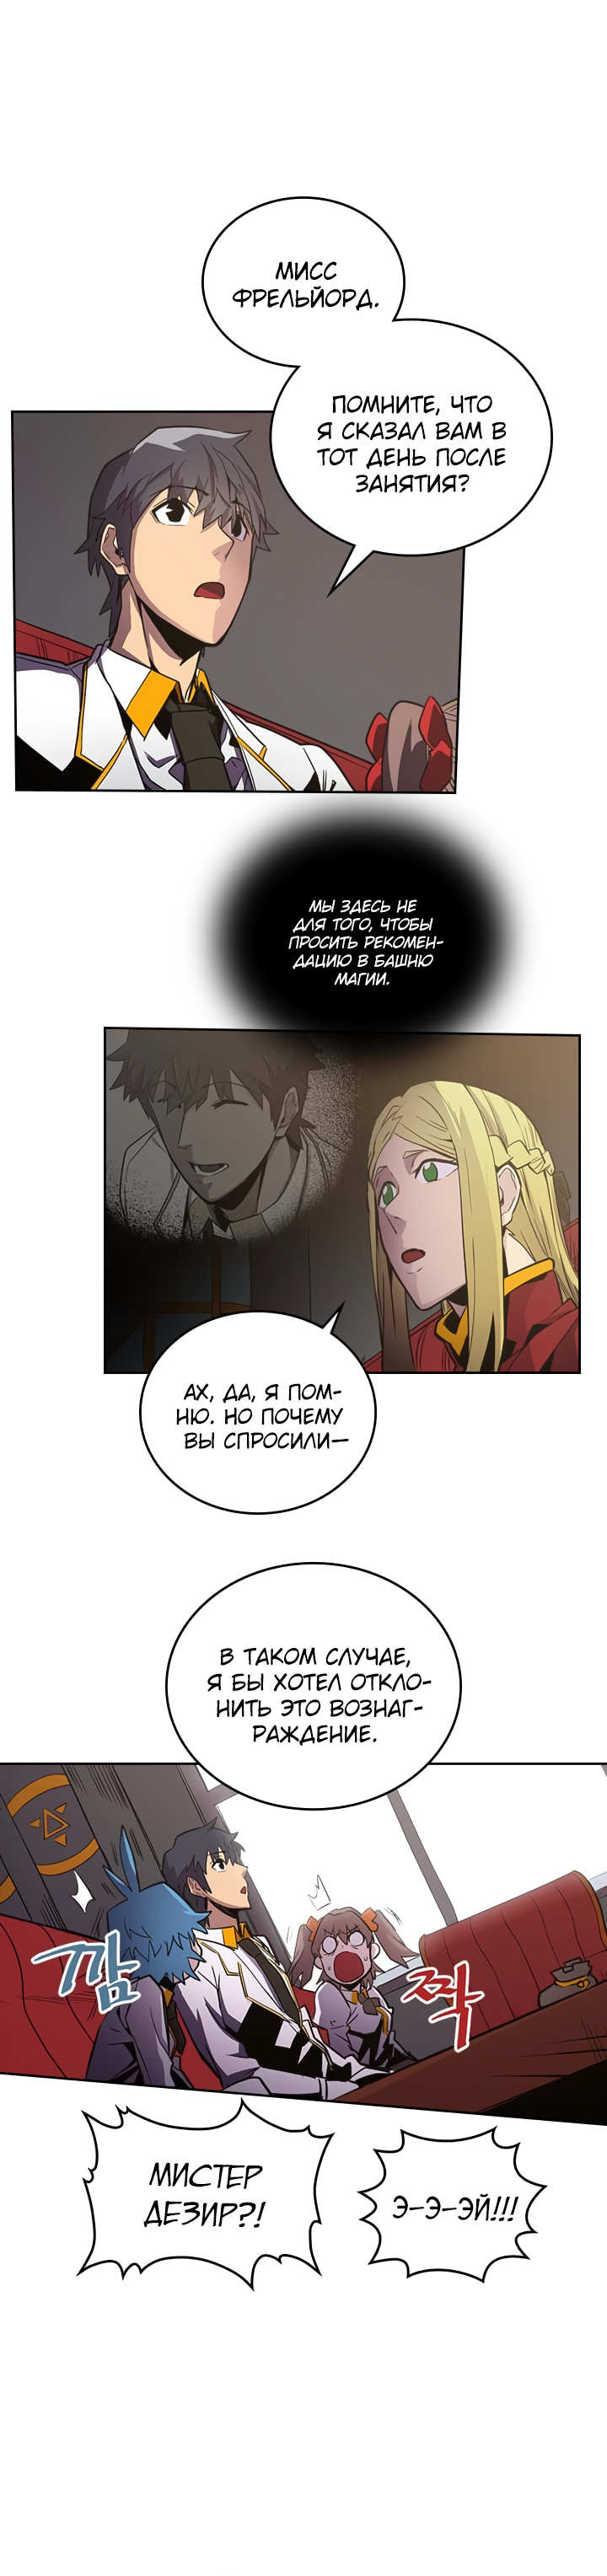 МИСС
ФРЕЛЬЙОРД.
ПОМНИТЕ, ЧТО
Я СКАЗАЛ ВАМ В
ТОТ ДЕНЬ ПОСЛЕ
ЗАНЯТИЯ?
МЫ ЗДЕСЬ НЕ
ДЛЯ ТОГО, ЧТОБЫ
ПРОСИТЬ РЕКОМЕН-
ДАЦИЮ В БАШНЮ
МАГИИ.
АХ, ДА, Я ПОМ-
НЮ. НО ПОЧЕМУ
ВЫ СПРОСИЛИ—
В ТАКОМ СЛУЧАЕ,
Я БЫ ХОТЕЛ ОТКЛО-
НИТЬ ЭТО ВОЗНАГ-
РАЖДЕНИЕ.
깜
짝
МИСТЕР
ДЕЗИР?!
Э-Э-ЭЙ!!!